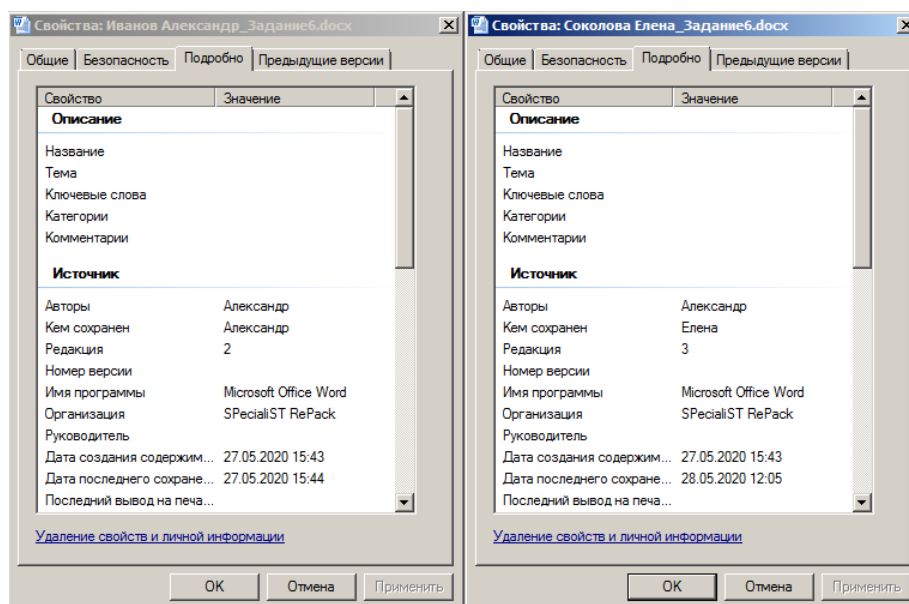 Свойства: Иванов Александр_Задание6.docx
Общие Безопасность Подробно Предыдущие версии
Свойство Значение
Описание
Название
Тема
Ключевые слова
Категории
Комментарии
Источник
Авторы Александр
Кем сохранен Александр
Редакция 2
Номер версии
Имя программы Microsoft Office Word
Организация SPecialiST RePack
Руководитель
Дата создания содержим... 27.05.2020 15:43
Дата последнего сохране... 27.05.2020 15:44
Последний вывод на печа...
Удаление свойств и личной информации
OK Отмена Применить
Свойства: Соколова Елена_Задание6.docx
Общие Безопасность Подробно Предыдущие версии
Свойство Значение
Описание
Название
Тема
Ключевые слова
Категории
Комментарии
Источник
Авторы Александр
Кем сохранен Елена
Редакция 3
Номер версии
Имя программы Microsoft Office Word
Организация SPecialiST RePack
Руководитель
Дата создания содержим... 27.05.2020 15:43
Дата последнего сохране... 28.05.2020 12:05
Последний вывод на печа...
Удаление свойств и личной информации
OK Отмена Применить